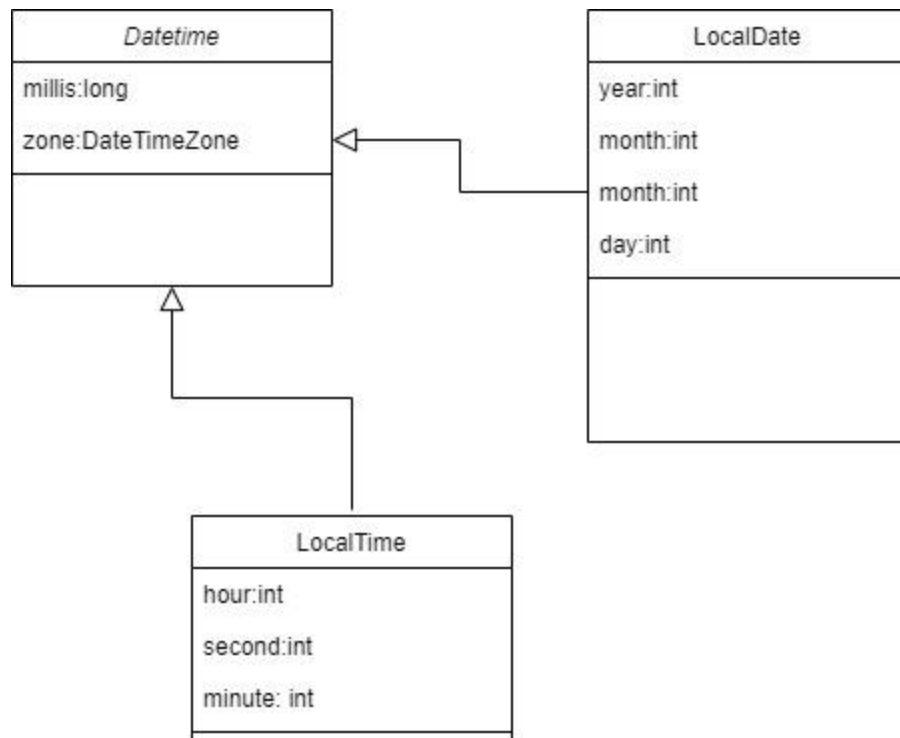 Datetime
millis:long
zone:DateTimeZone
LocalDate
year:int
month:int
month:int
day:int
LocalTime
hour:int
second:int
minute: int